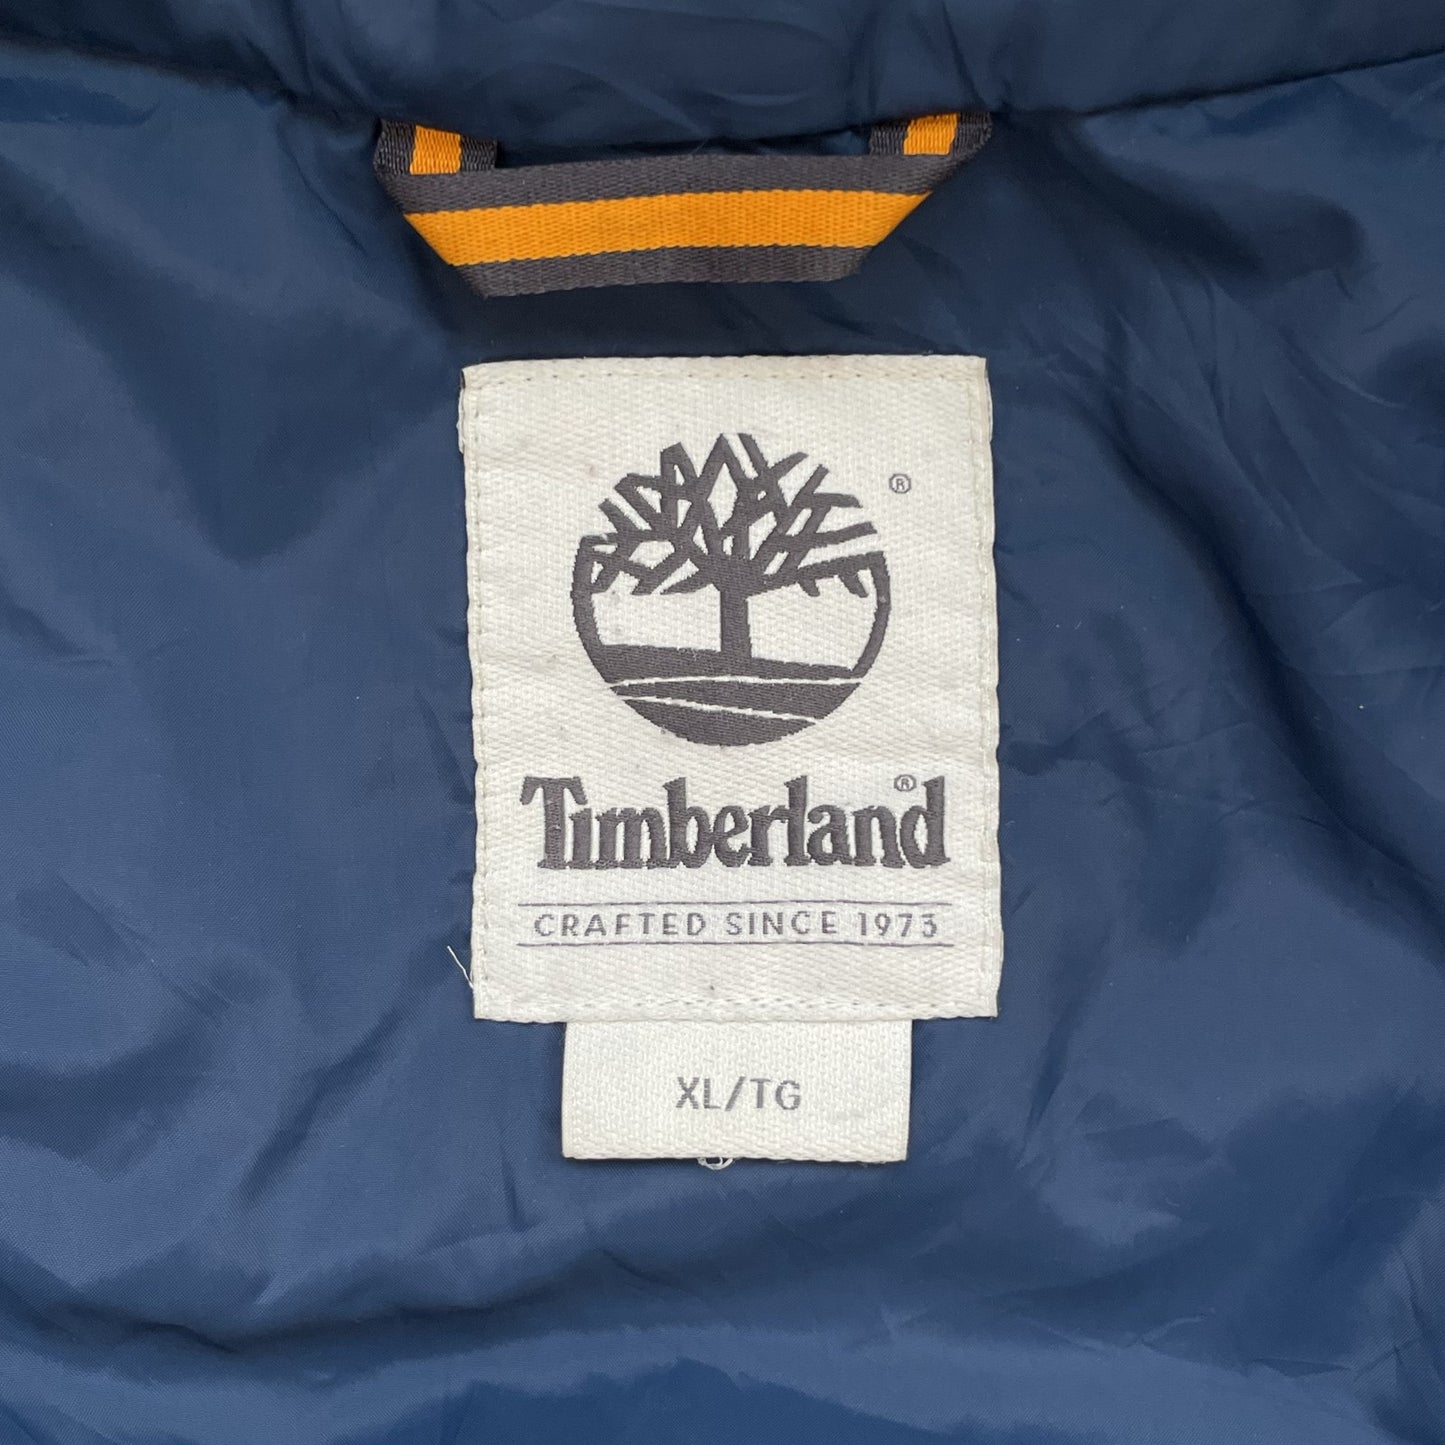 ®
Timberland®
CRAFTED SINCE 1973
XL/TG